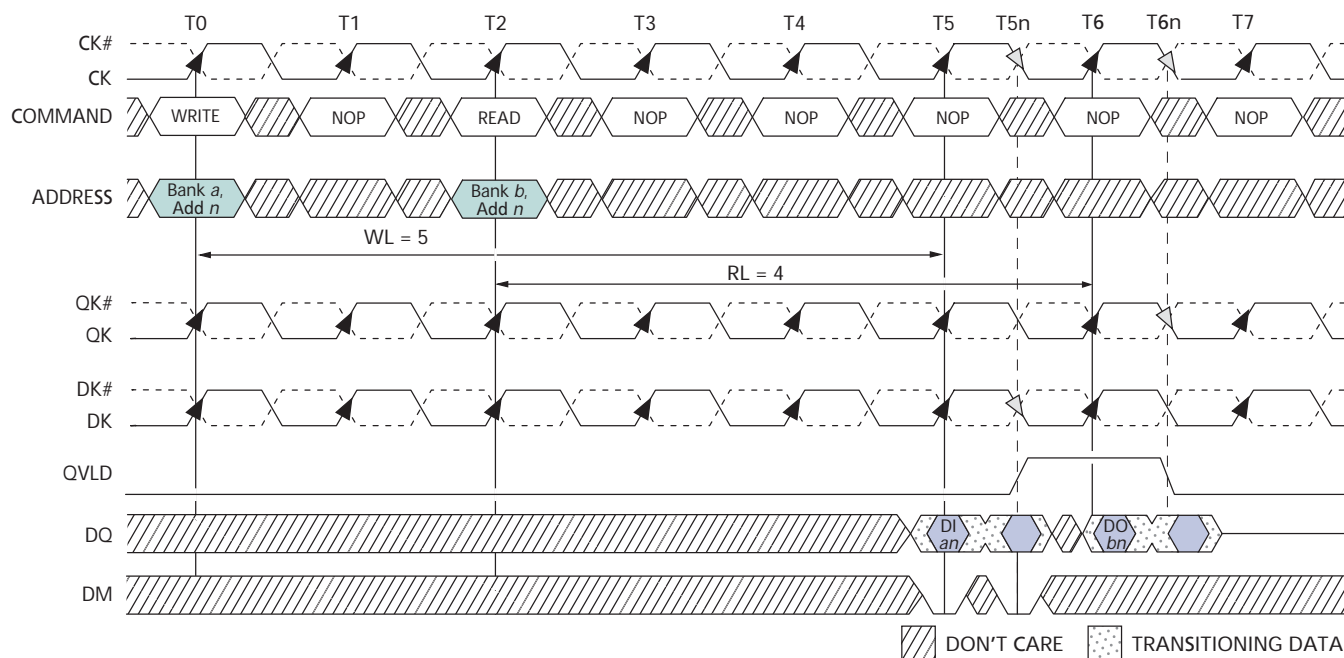 T0 T1 T2 T3 T4 T5 T5n T6 T6n T7
CK#
CK
COMMAND WRITE NOP READ NOP NOP NOP NOP NOP
ADDRESS Bank a, Add n Bank b, Add n
WL = 5
RL = 4
QK#
QK
DK#
DK
QVLD
DQ DI an DO bn
DM
DON'T CARE TRANSITIONING DATA